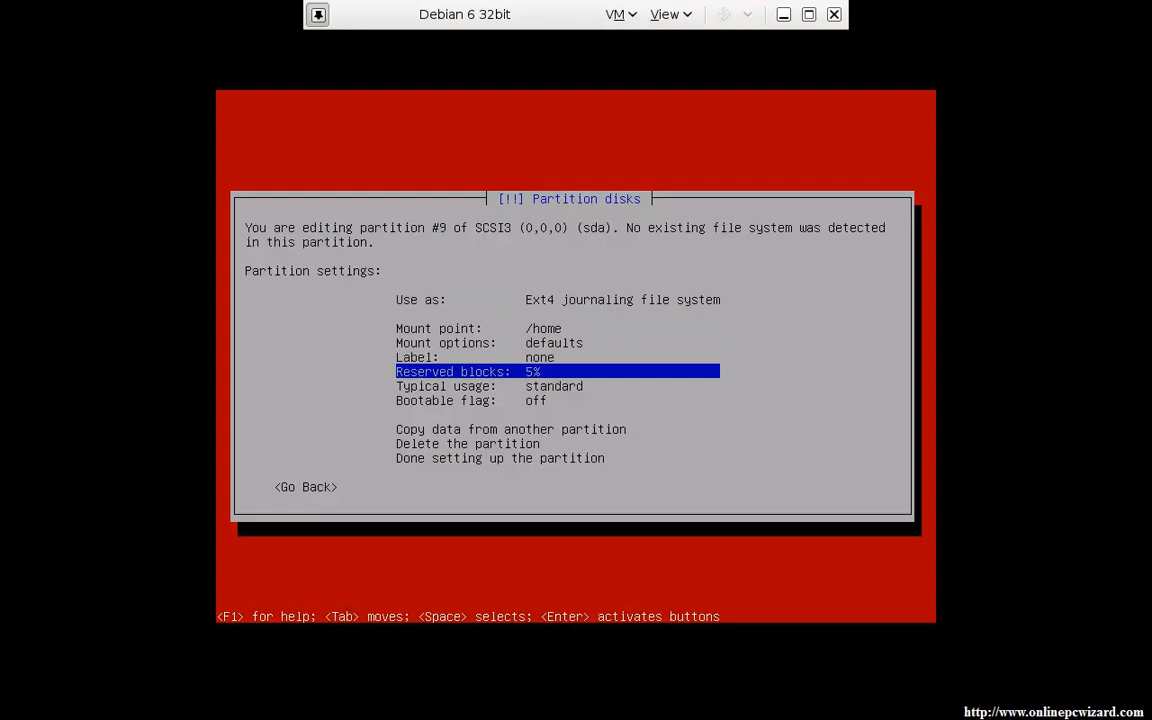 Debian 6 32bit
VM
View
[!!] Partition disks
You are editing partition #9 of SCSI3 (0,0,0) (sda). No existing file system was detected
in this partition.
Partition settings:
Use as: Ext4 journaling file system
Mount point: /home
Mount options: defaults
Label: none
Reserved blocks: 5%
Typical usage: standard
Bootable flag: off
Copy data from another partition
Delete the partition
Done setting up the partition
<Go Back>
<F1> for help; <Tab> moves; <Space> selects; <Enter> activates buttons
http://www.onlinepcwizard.com